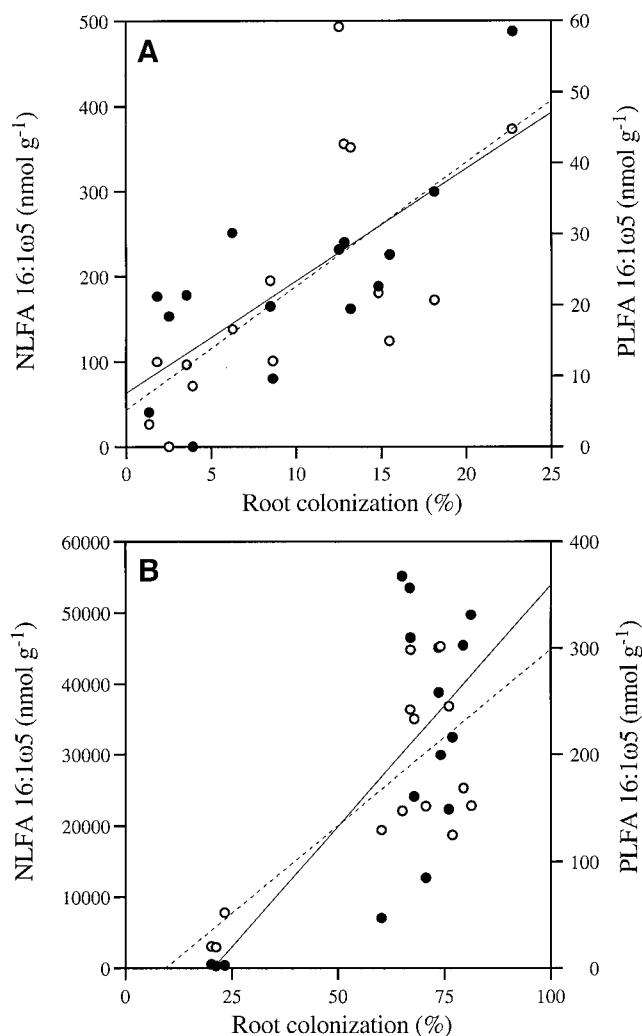 A
500
400
300
200
100
0
NLFA 16:1ω5 (nmol g⁻¹)
60
50
40
30
20
10
0
PLFA 16:1ω5 (nmol g⁻¹)
0 5 10 15 20 25
Root colonization (%)
B
60000
50000
40000
30000
20000
10000
0
NLFA 16:1ω5 (nmol g⁻¹)
400
300
200
100
0
PLFA 16:1ω5 (nmol g⁻¹)
0 25 50 75 100
Root colonization (%)